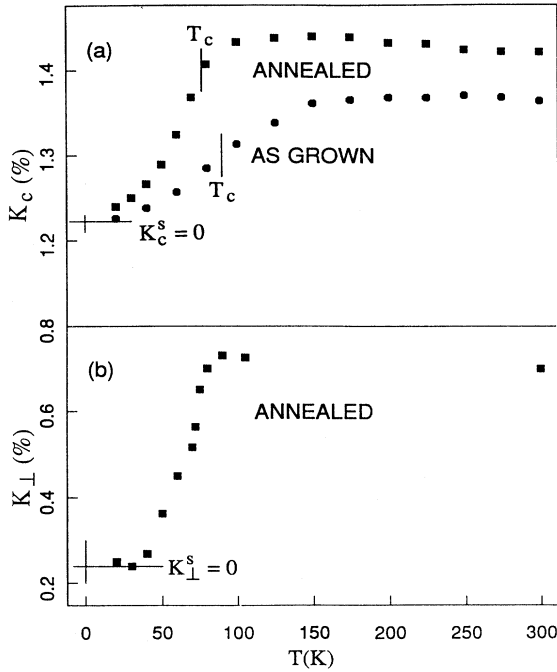 (a)
T_c
ANNEALED
AS GROWN
T_c
K_c^s = 0
K_c (%)
1.4
1.3
1.2
(b)
ANNEALED
K_⊥^s = 0
K_⊥ (%)
0.8
0.6
0.4
0.2
0 50 100 150 200 250 300
T(K)